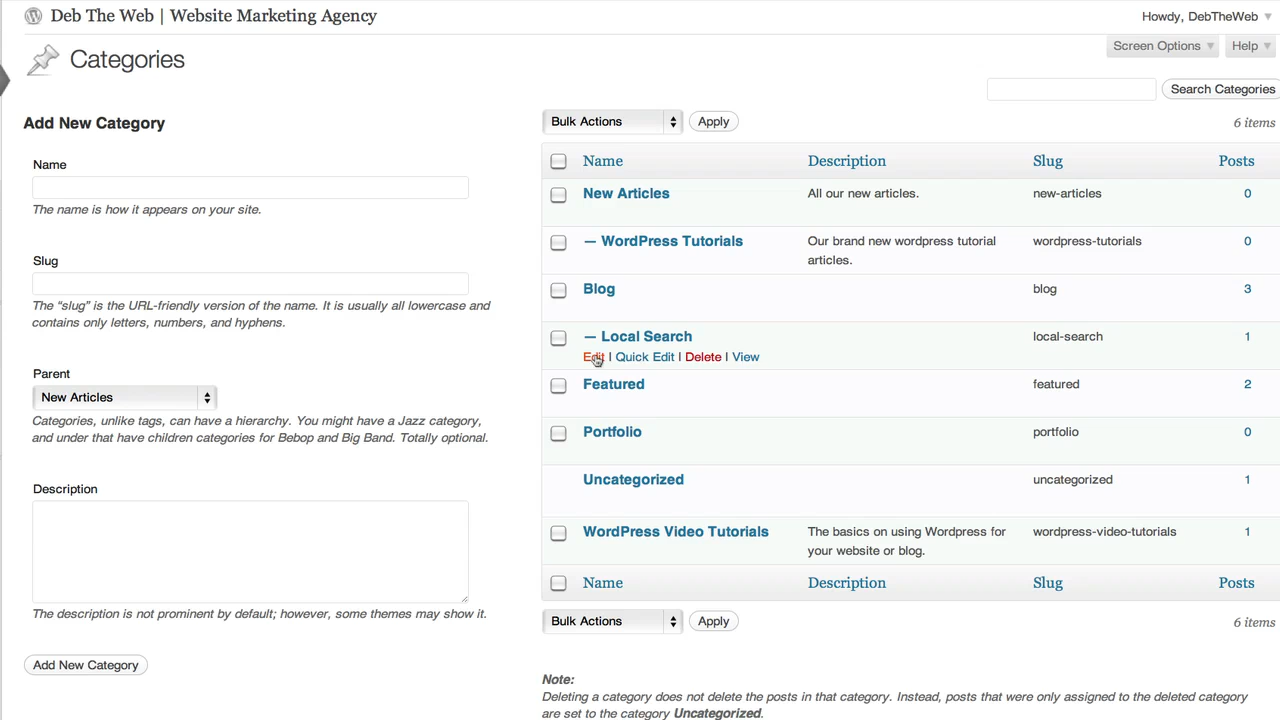 Deb The Web | Website Marketing Agency
Howdy, DebTheWeb
Screen Options
Help
Categories
Search Categories
Add New Category
Bulk Actions
Apply
6 items
Name
The name is how it appears on your site.
Slug
The “slug” is the URL-friendly version of the name. It is usually all lowercase and
contains only letters, numbers, and hyphens.
Parent
New Articles
Categories, unlike tags, can have a hierarchy. You might have a Jazz category,
and under that have children categories for Bebop and Big Band. Totally optional.
Description
The description is not prominent by default; however, some themes may show it.
Add New Category
Name Description Slug Posts
New Articles All our new articles. new-articles 0
— WordPress Tutorials Our brand new wordpress tutorial wordpress-tutorials 0
articles.
Blog blog 3
— Local Search local-search 1
Edit | Quick Edit | Delete | View
Featured featured 2
Portfolio portfolio 0
Uncategorized uncategorized 1
WordPress Video Tutorials The basics on using Wordpress for wordpress-video-tutorials 1
your website or blog.
Name Description Slug Posts
Bulk Actions
Apply
6 items
Note:
Deleting a category does not delete the posts in that category. Instead, posts that were only assigned to the deleted category
are set to the category Uncategorized.